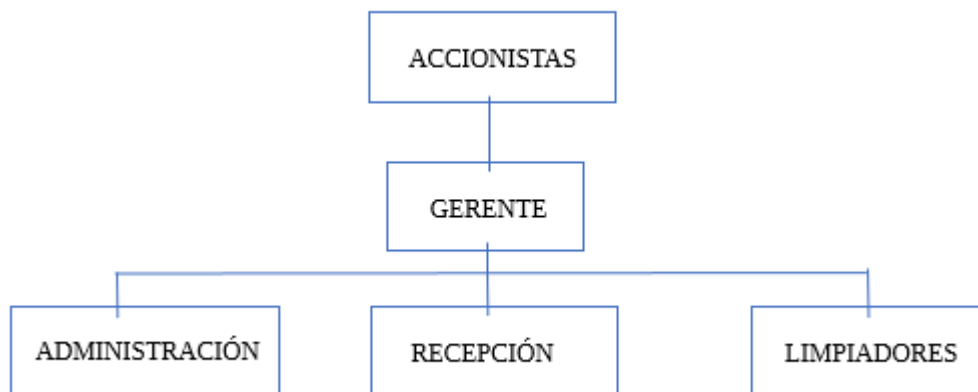 ACCIONISTAS
GERENTE
ADMINISTRACIÓN
RECEPCIÓN
LIMPIADORES